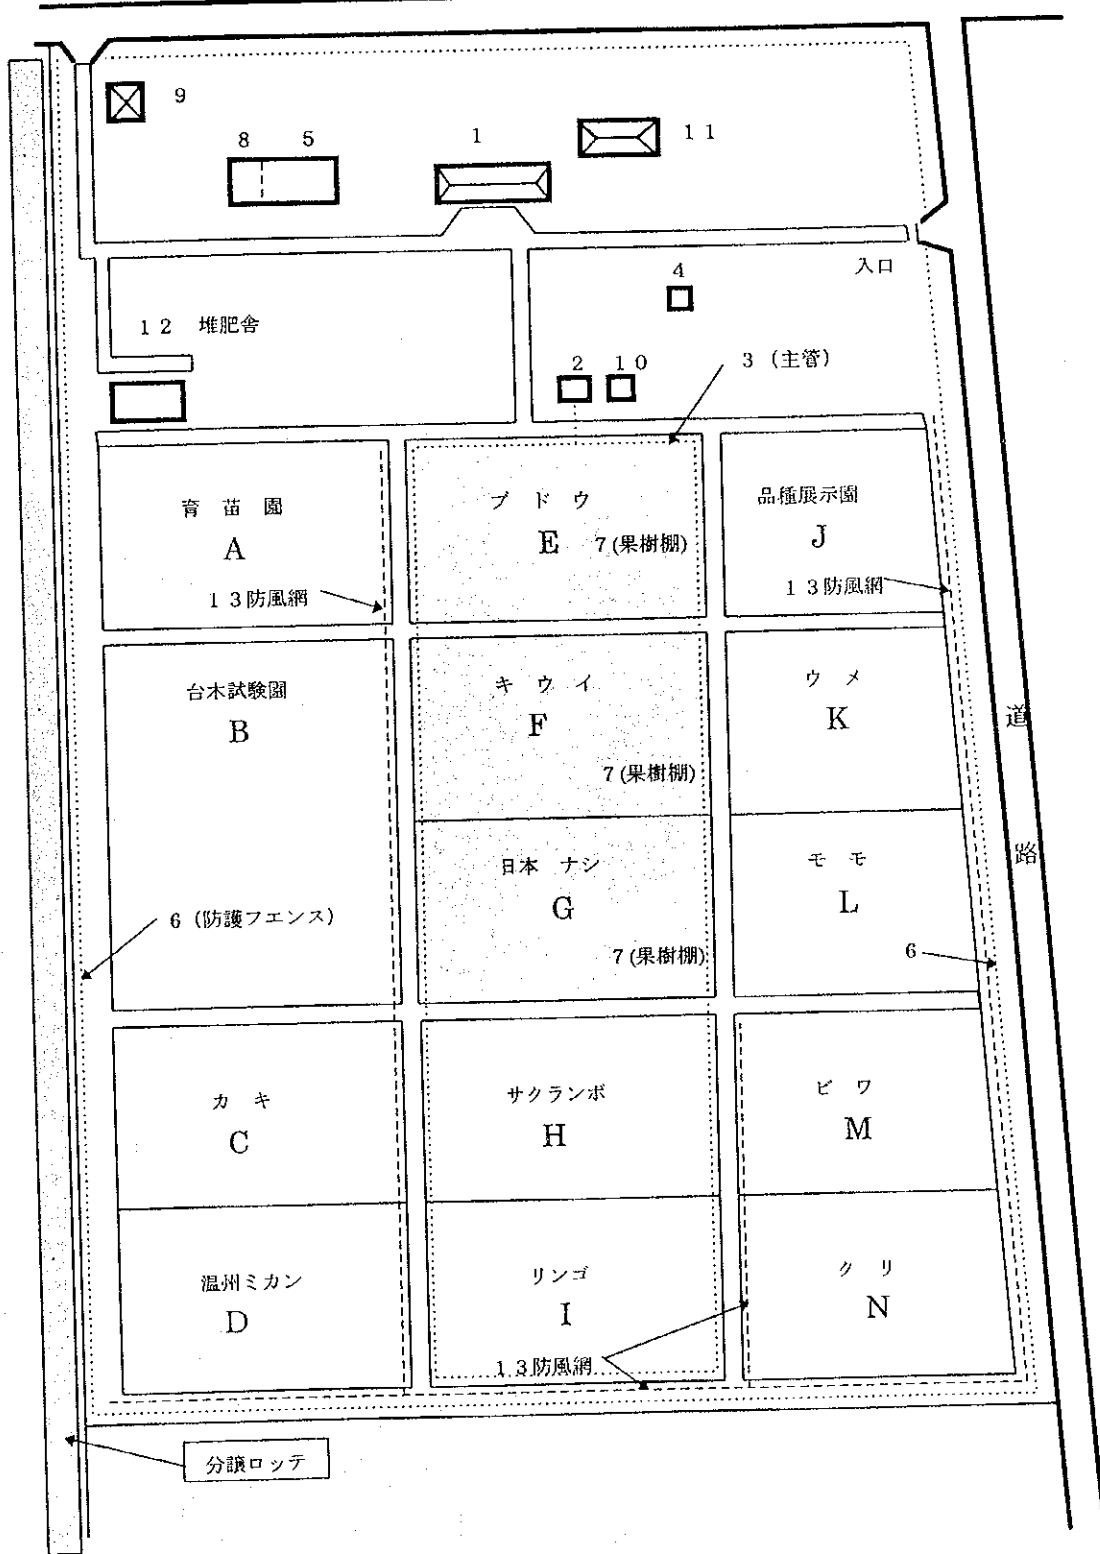 9
8 5
1
11
入口
4
12 堆肥舎
2 10
3 (主管)
育苗園
A
ブドウ
E 7(果樹棚)
品種展示園
J
13防風網
13防風網
台木試験園
B
キウイ
F
7(果樹棚)
ウメ
K
道路
日本 ナシ
G
7(果樹棚)
モモ
L
6 (防護フエンス)
6
カキ
C
サクランボ
H
ビワ
M
温州ミカン
D
リンゴ
I
クリ
N
13防風網
分譲ロッテ